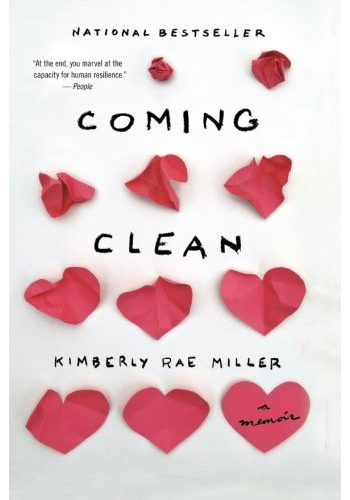 NATIONAL BESTSELLER
"At the end, you marvel at the
capacity for human resilience."
—People
COMING
CLEAN
KIMBERLY RAE MILLER
a
memoir